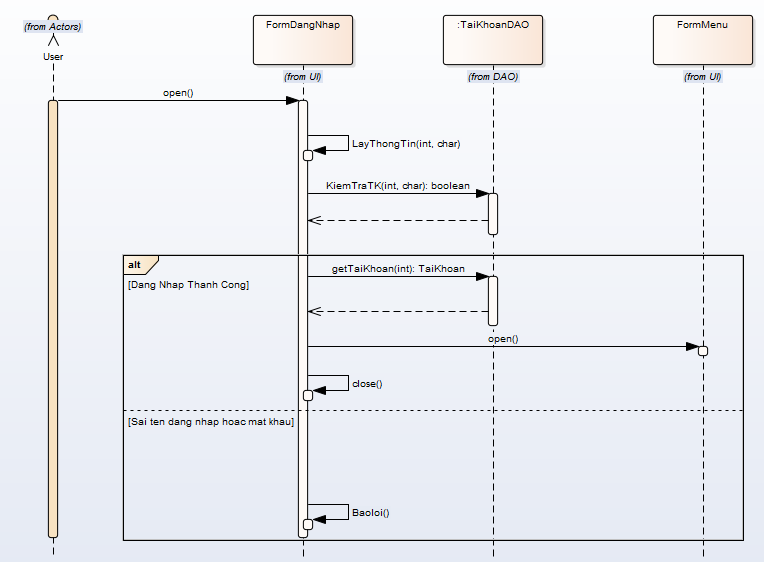 (from Actors)
User
FormDangNhap
(from UI)
:TaiKhoanDAO
(from DAO)
FormMenu
(from UI)
open()
LayThongTin(int, char)
KiemTraTK(int, char): boolean
alt
[Dang Nhap Thanh Cong]
getTaiKhoan(int): TaiKhoan
open()
close()
[Sai ten dang nhap hoac mat khau]
Baoloi()